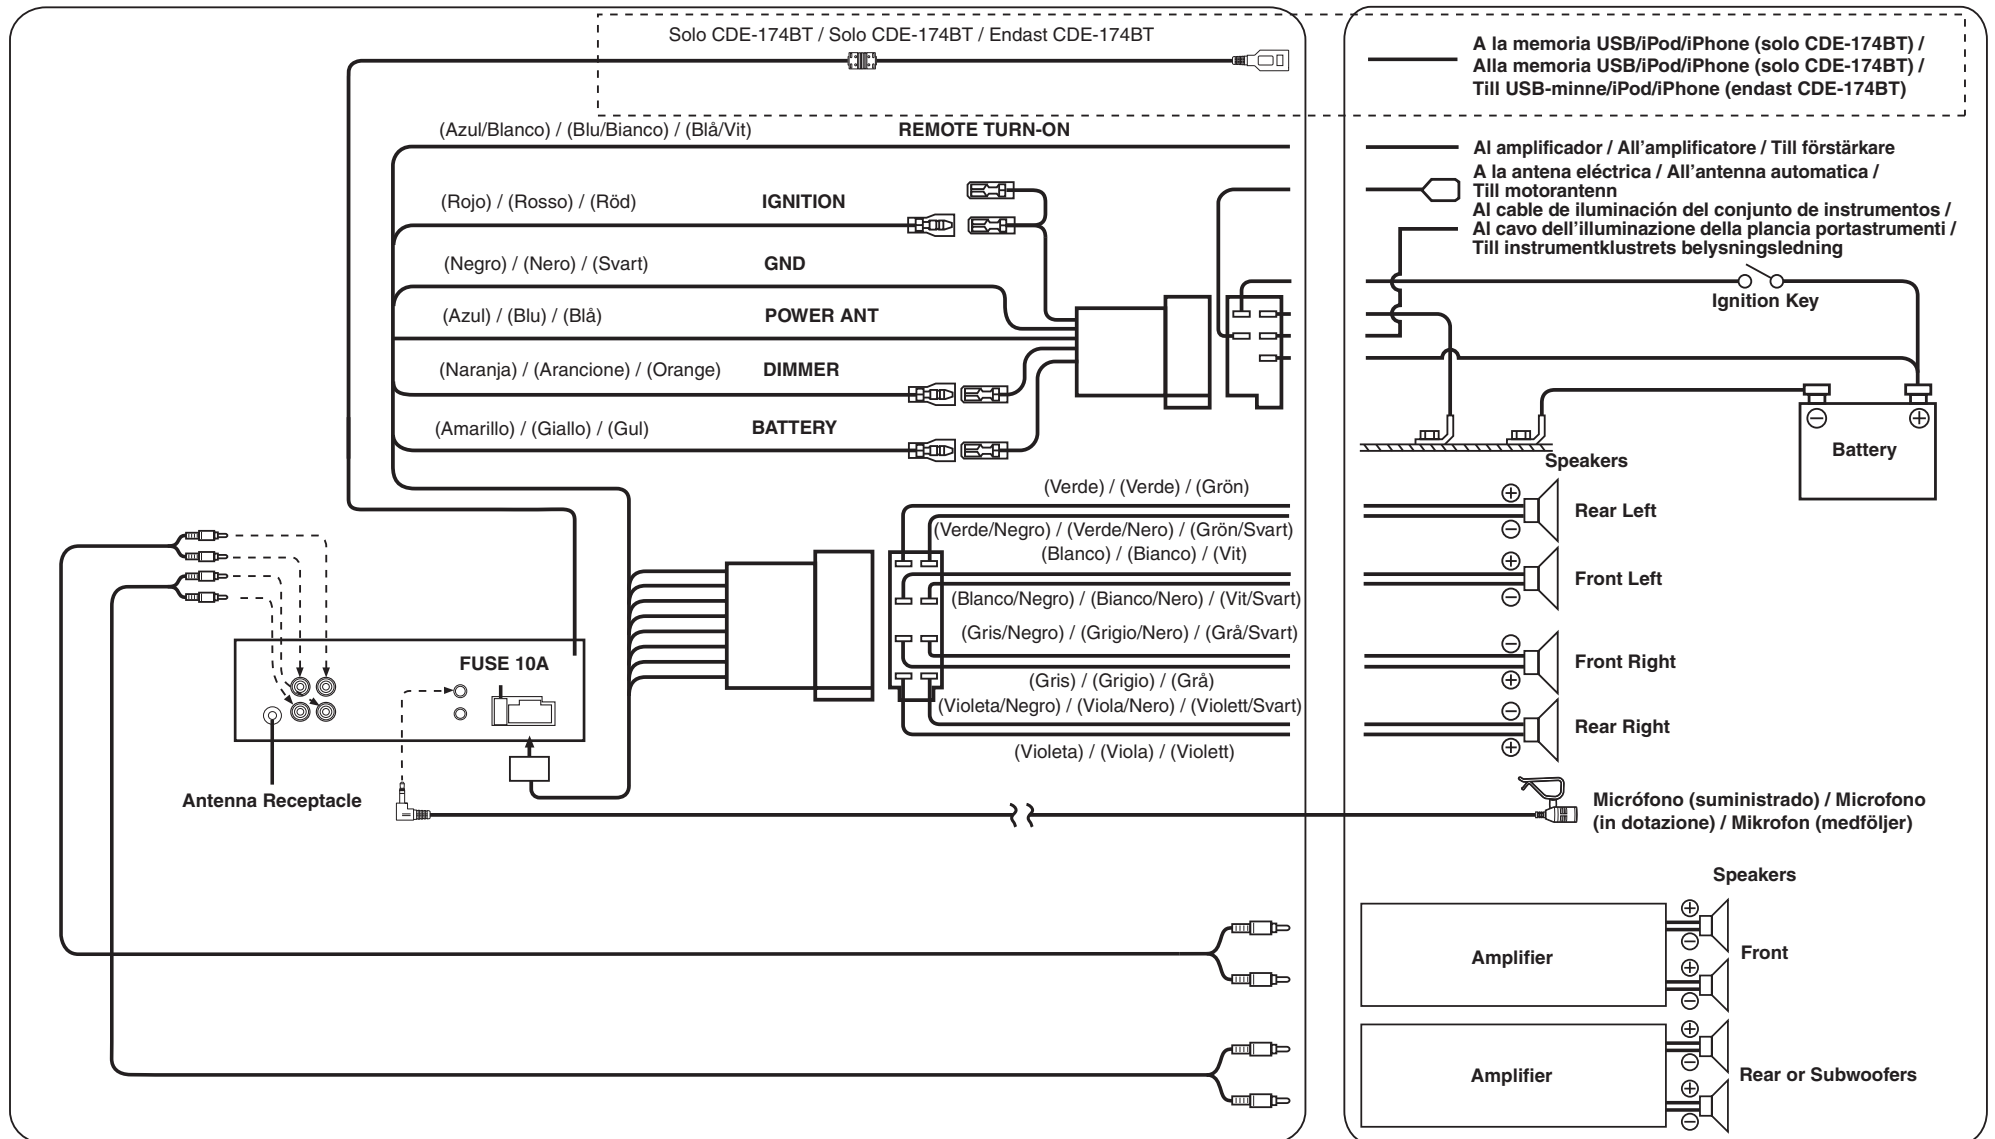 Solo CDE-174BT / Solo CDE-174BT / Endast CDE-174BT
A la memoria USB/iPod/iPhone (solo CDE-174BT) /
Alla memoria USB/iPod/iPhone (solo CDE-174BT) /
Till USB-minne/iPod/iPhone (endast CDE-174BT)
(Azul/Blanco) / (Blu/Bianco) / (Blå/Vit) REMOTE TURN-ON
Al amplificador / All'amplificatore / Till förstärkare
A la antena eléctrica / All'antenna automatica /
Till motorantenn
(Rojo) / (Rosso) / (Röd) IGNITION
Al cable de iluminación del conjunto de instrumentos /
Al cavo dell'illuminazione della plancia portastrumenti /
Till instrumentklustrets belysningsledning
(Negro) / (Nero) / (Svart) GND
Ignition Key
(Azul) / (Blu) / (Blå) POWER ANT
(Naranja) / (Arancione) / (Orange) DIMMER
(Amarillo) / (Giallo) / (Gul) BATTERY
Battery
Speakers
(Verde) / (Verde) / (Grön)
Rear Left
(Verde/Negro) / (Verde/Nero) / (Grön/Svart)
(Blanco) / (Bianco) / (Vit)
Front Left
(Blanco/Negro) / (Bianco/Nero) / (Vit/Svart)
(Gris/Negro) / (Grigio/Nero) / (Grå/Svart)
Front Right
FUSE 10A
(Gris) / (Grigio) / (Grå)
(Violeta/Negro) / (Viola/Nero) / (Violett/Svart)
Rear Right
(Violeta) / (Viola) / (Violett)
Antenna Receptacle
Micrófono (suministrado) / Microfono
(in dotazione) / Mikrofon (medföljer)
Speakers
Amplifier
Front
Amplifier
Rear or Subwoofers